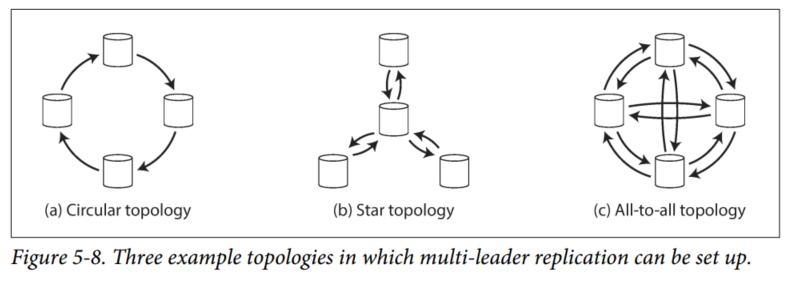 (a) Circular topology
(b) Star topology
(c) All-to-all topology
Figure 5-8. Three example topologies in which multi-leader replication can be set up.